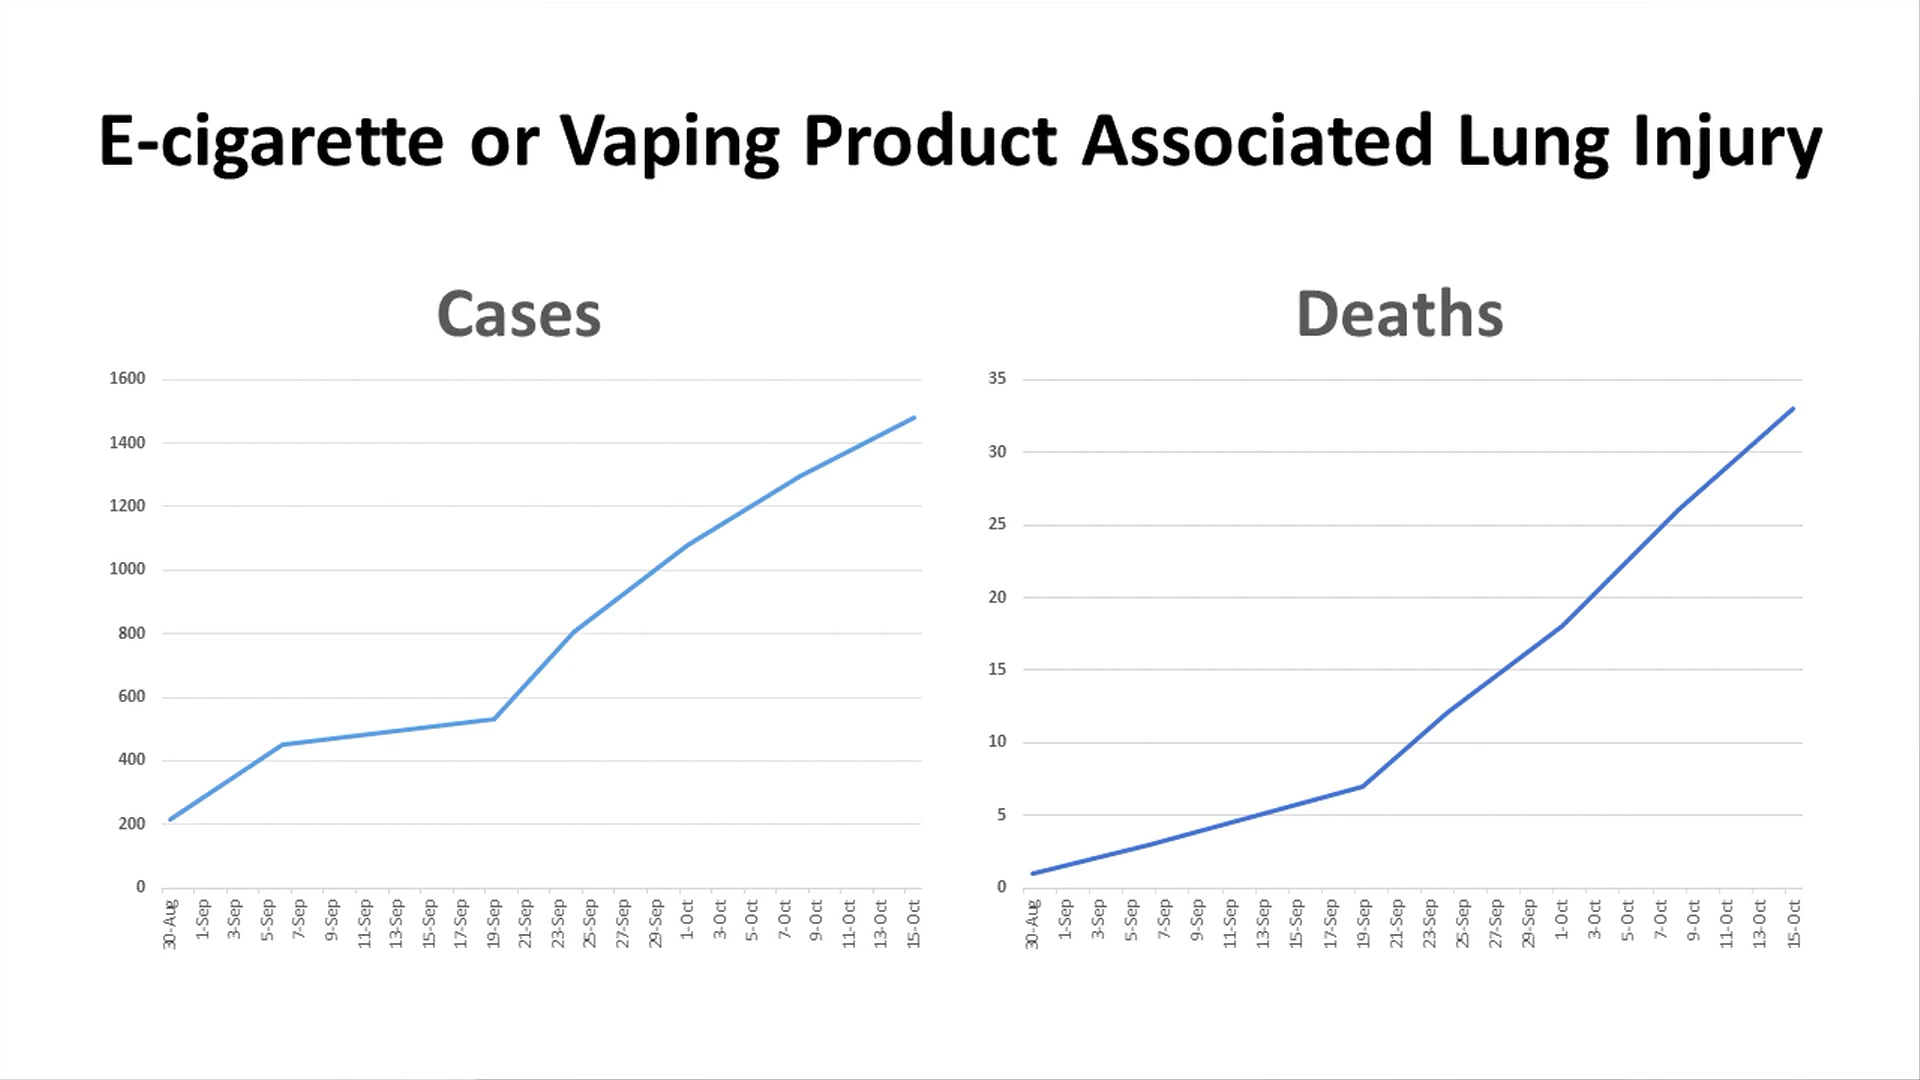 E-cigarette or Vaping Product Associated Lung Injury
Cases
1600
1400
1200
1000
800
600
400
200
0
30-Aug
1-Sep
3-Sep
5-Sep
7-Sep
9-Sep
11-Sep
13-Sep
15-Sep
17-Sep
19-Sep
21-Sep
23-Sep
25-Sep
27-Sep
29-Sep
1-Oct
3-Oct
5-Oct
7-Oct
9-Oct
11-Oct
13-Oct
15-Oct
Deaths
35
30
25
20
15
10
5
0
30-Aug
1-Sep
3-Sep
5-Sep
7-Sep
9-Sep
11-Sep
13-Sep
15-Sep
17-Sep
19-Sep
21-Sep
23-Sep
25-Sep
27-Sep
29-Sep
1-Oct
3-Oct
5-Oct
7-Oct
9-Oct
11-Oct
13-Oct
15-Oct